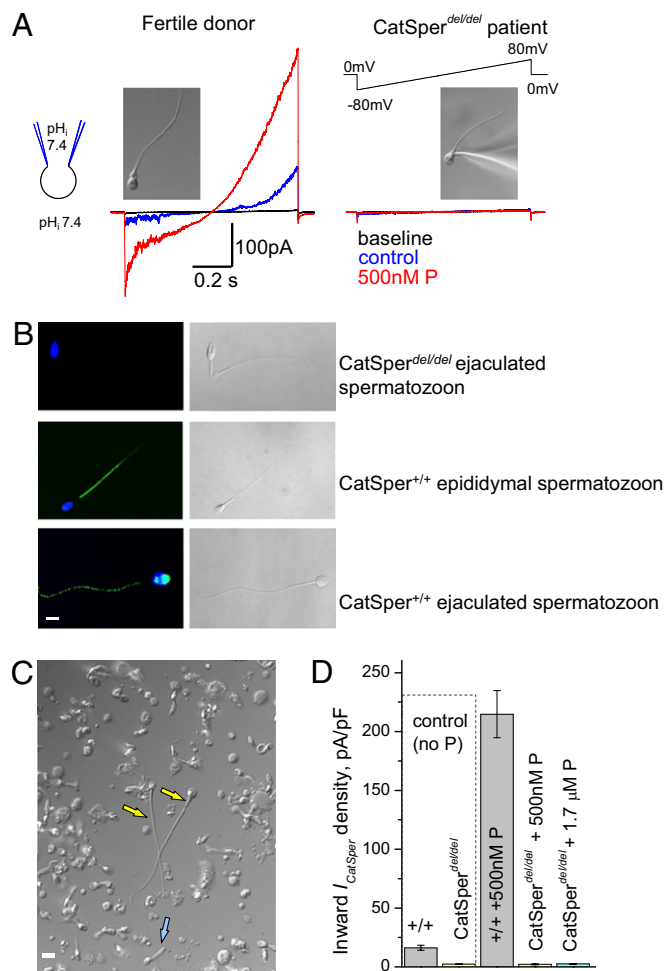 A
Fertile donor
CatSper^del/del patient
0mV
80mV
-80mV
0mV
pHi
7.4
pHi 7.4
100pA
0.2 s
baseline
control
500nM P
B
CatSper^del/del ejaculated
spermatozoon
CatSper+/+ epididymal spermatozoon
CatSper+/+ ejaculated spermatozoon
C
D
Inward I_CatSper density, pA/pF
250
200
150
100
50
0
control
(no P)
+/+
CatSper^del/del
+/+ +500nM P
CatSper^del/del + 500nM P
CatSper^del/del + 1.7 µM P